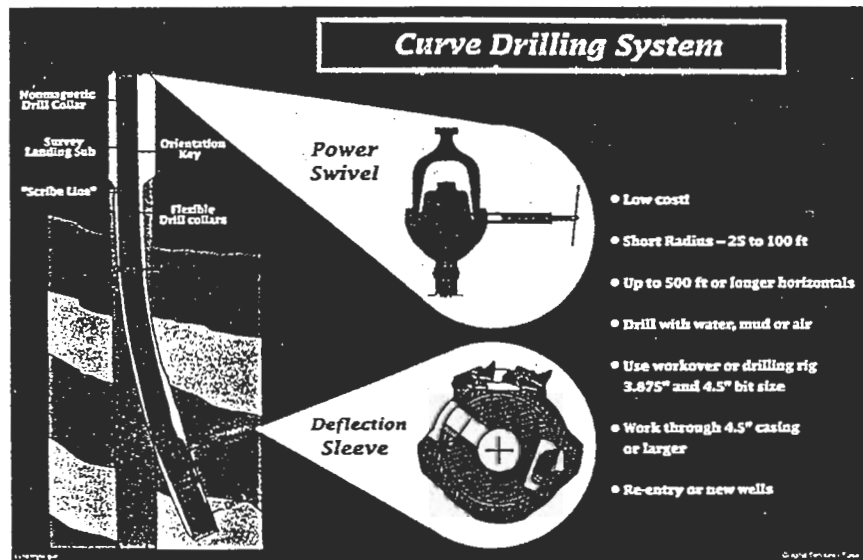 Curve Drilling System
Nonmagnetic
Drill Collar
Survey
Landing Sub
Orientation
Key
"Scribe Line"
Flexible
Drill collars
Power
Swivel
Deflection
Sleeve
• Low cost!
• Short Radius – 25 to 100 ft
• Up to 500 ft or longer horizontals
• Drill with water, mud or air
• Use workover or drilling rig
3.875" and 4.5" bit size
• Work through 4.5" casing
or larger
• Re-entry or new wells